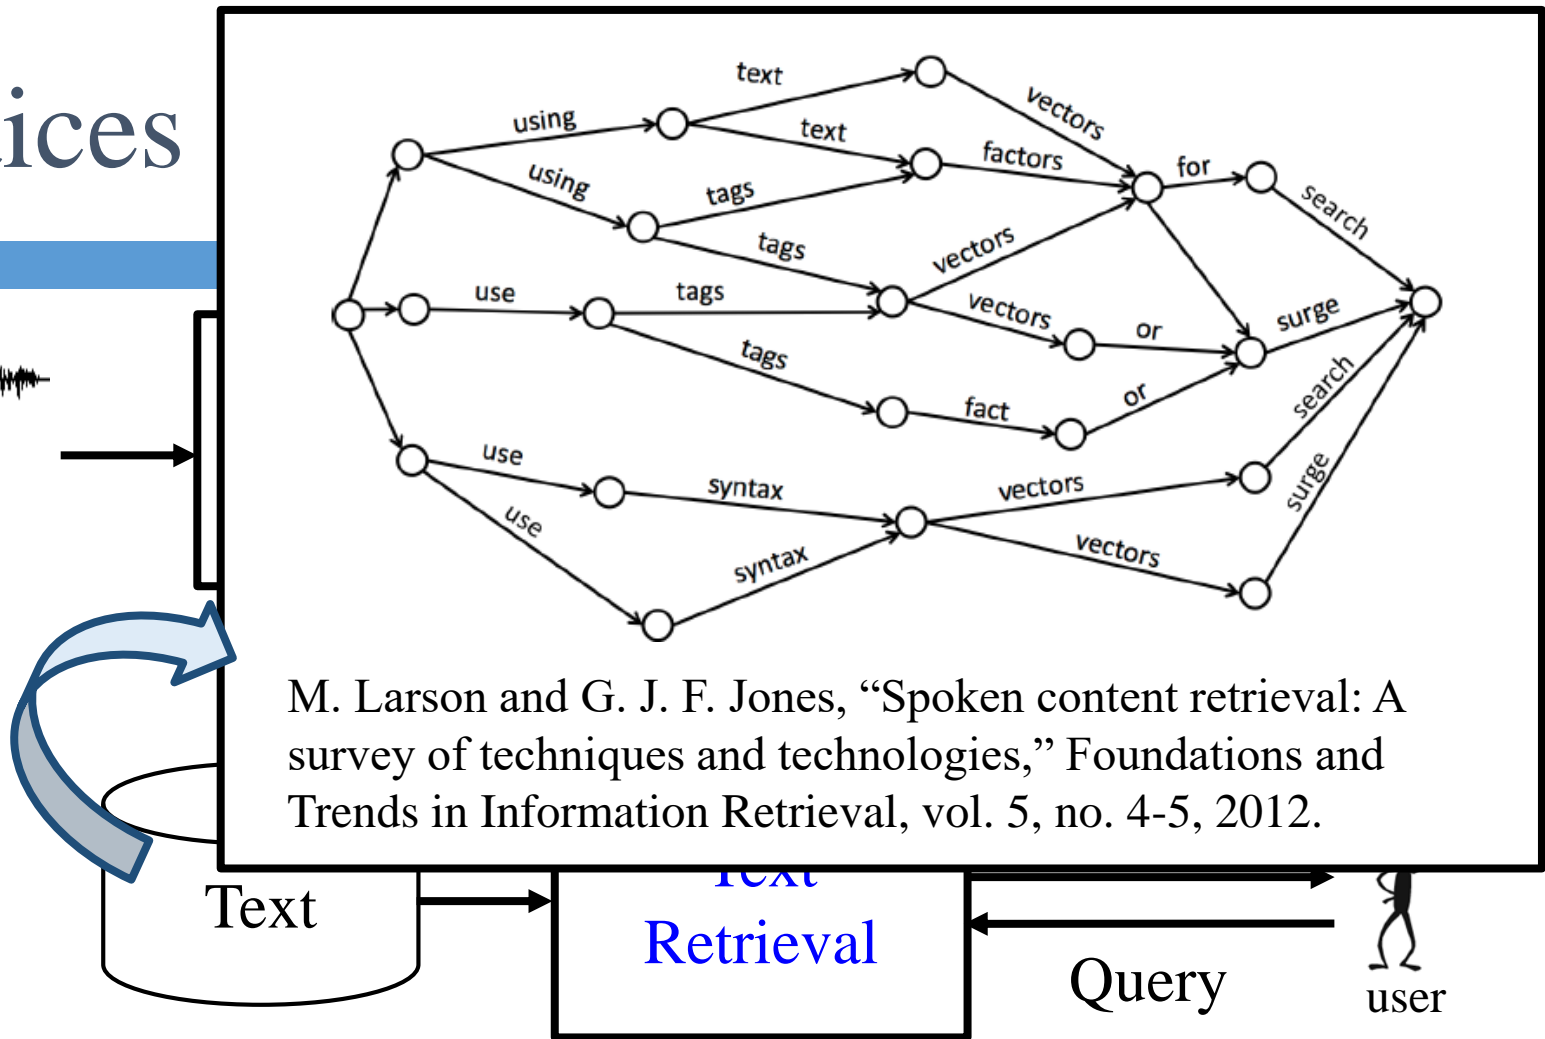 ices
text
vectors
using
text
factors
for
using
tags
search
tags
vectors
use
tags
vectors
or
surge
tags
search
fact
or
use
syntax
vectors
surge
use
vectors
syntax
M. Larson and G. J. F. Jones, “Spoken content retrieval: A
survey of techniques and technologies,” Foundations and
Trends in Information Retrieval, vol. 5, no. 4-5, 2012.
Text
Text
Retrieval
Query
user